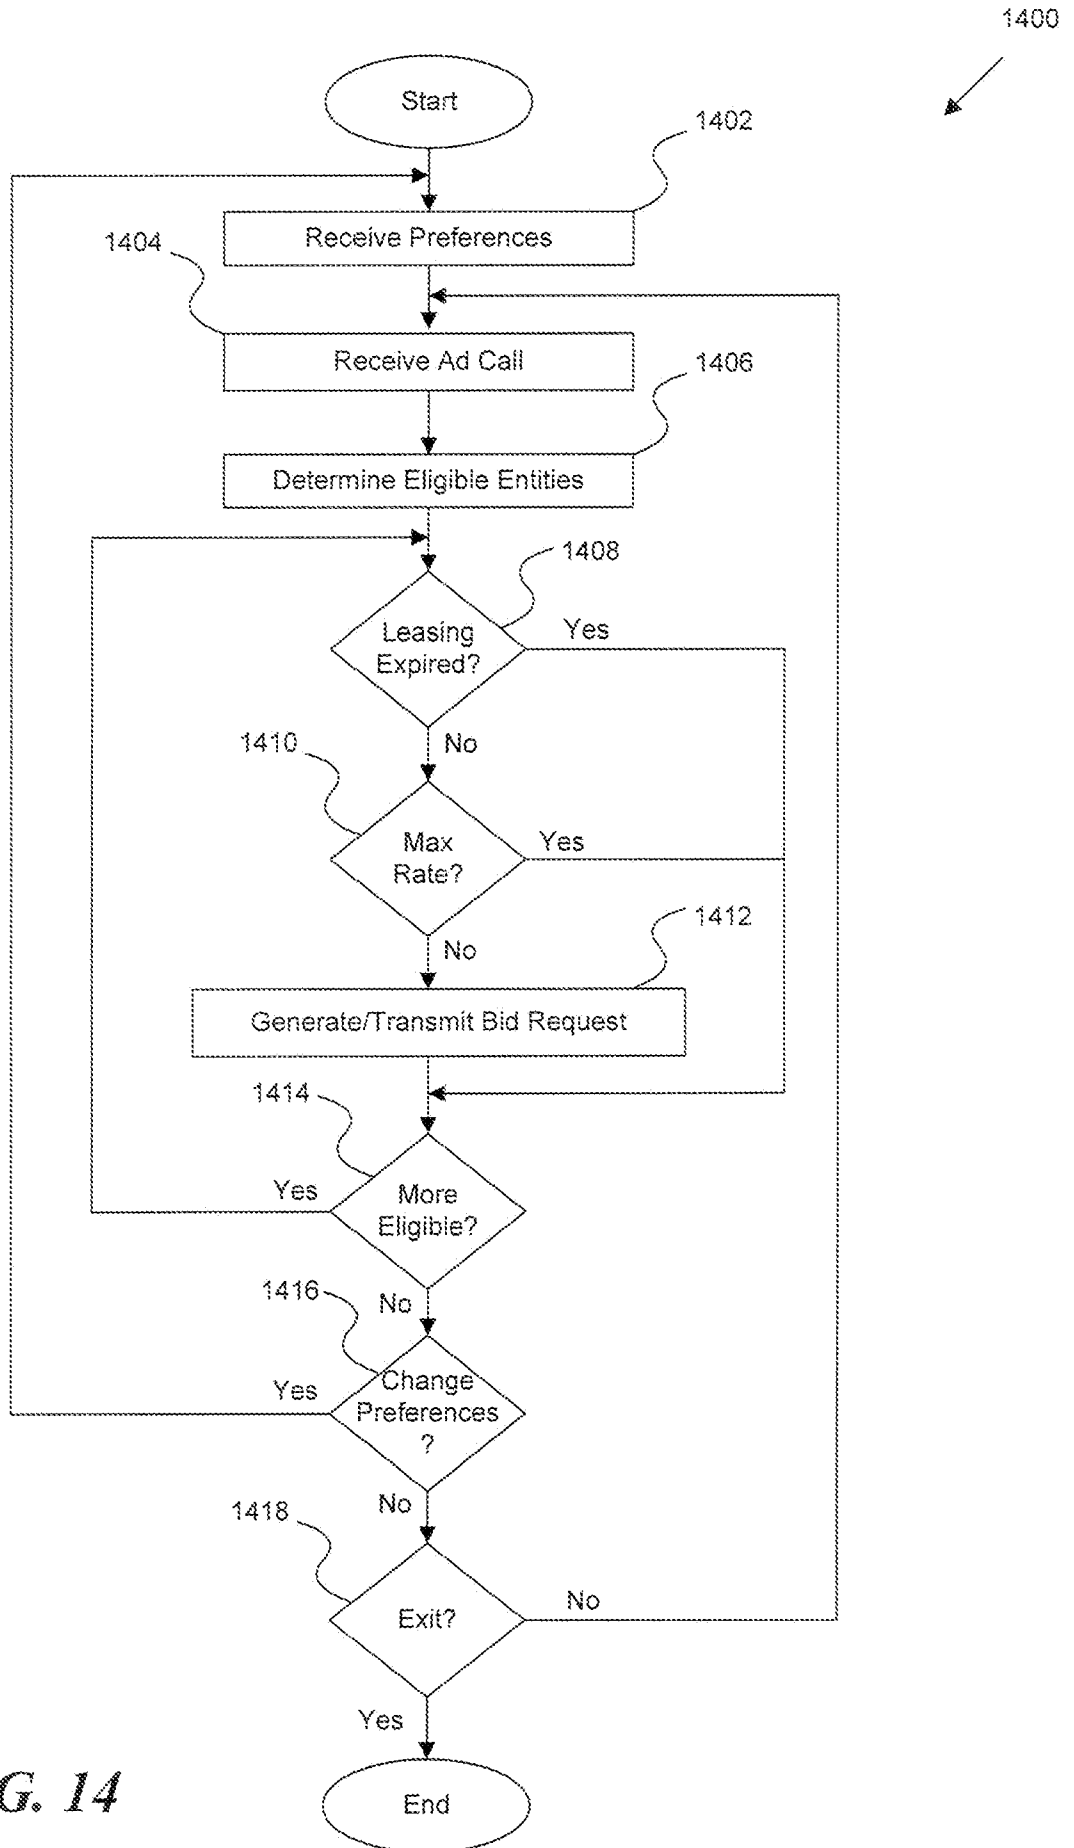 1400
Start
1402
Receive Preferences
1404
Receive Ad Call
1406
Determine Eligible Entities
1408
Leasing
Expired?
Yes
No
1410
Max
Rate?
Yes
No
1412
Generate/Transmit Bid Request
1414
More
Eligible?
Yes
No
1416
Change
Preferences
?
Yes
No
1418
Exit?
No
Yes
End
G. 14